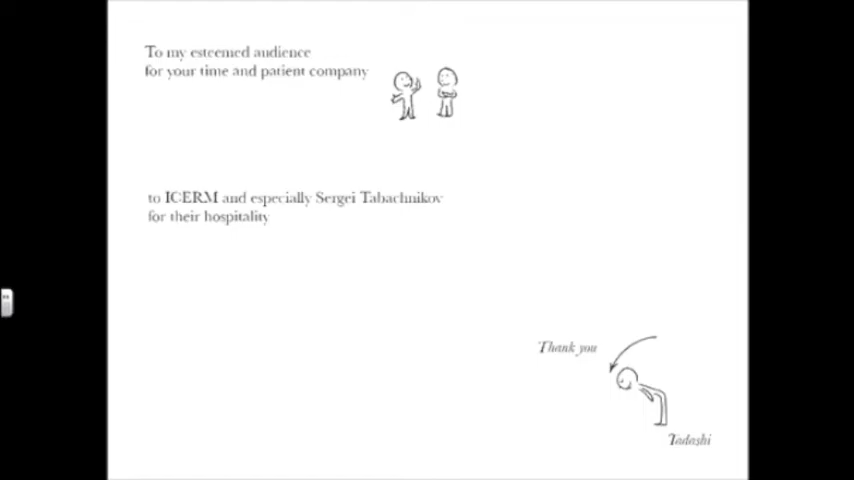 To my esteemed audience
for your time and patient company
to ICERM and especially Sergei Tabachnikov
for their hospitality
Thank you
Tadashi